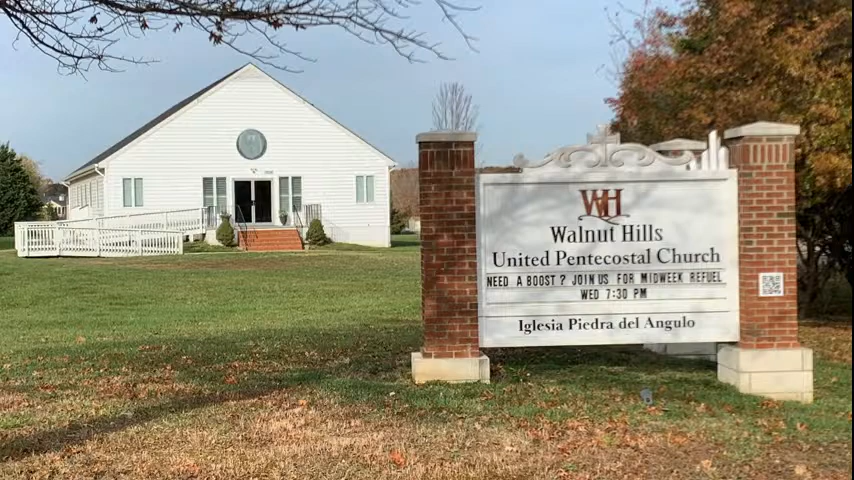 WH
Walnut Hills
United Pentecostal Church
NEED A BOOST? JOIN US FOR MIDWEEK REFUEL
WED 7:30 PM
Iglesia Piedra del Angulo